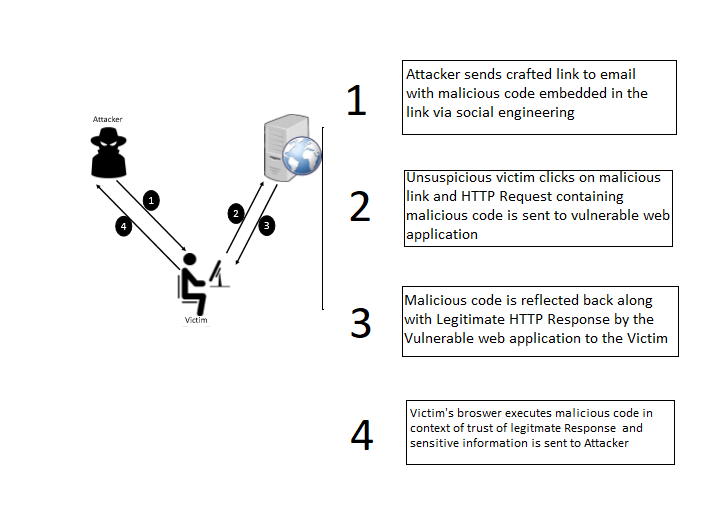 Attacker
1
4
2
3
Victim
1
Attacker sends crafted link to email
with malicious code embedded in the
link via social engineering
2
Unsuspicious victim clicks on malicious
link and HTTP Request containing
malicious code is sent to vulnerable web
application
3
Malicious code is reflected back along
with Legitimate HTTP Response by the
Vulnerable web application to the Victim
4
Victim's broswer executes malicious code in
context of trust of legitmate Response and
sensitive information is sent to Attacker